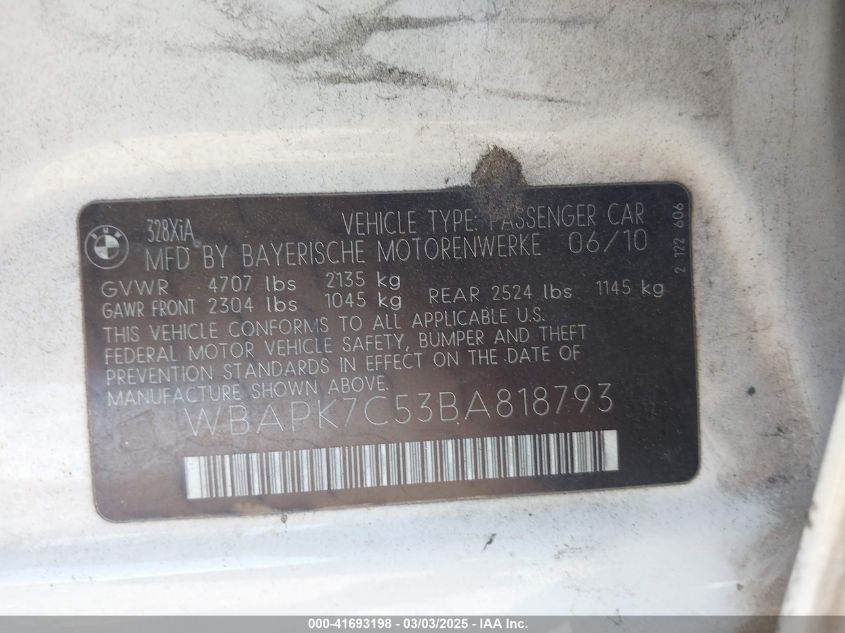 BMW
328XiA
VEHICLE TYPE: PASSENGER CAR
MFD BY BAYERISCHE MOTORENWERKE 06/10
GVWR 4707 lbs 2135 kg
GAWR FRONT 2304 lbs 1045 kg REAR 2524 lbs 1145 kg
THIS VEHICLE CONFORMS TO ALL APPLICABLE U.S.
FEDERAL MOTOR VEHICLE SAFETY, BUMPER AND THEFT
PREVENTION STANDARDS IN EFFECT ON THE DATE OF
MANUFACTURE SHOWN ABOVE.
WBAPK7C53BA818793
2 122 606
000-41693198 - 03/03/2025 - IAA Inc.